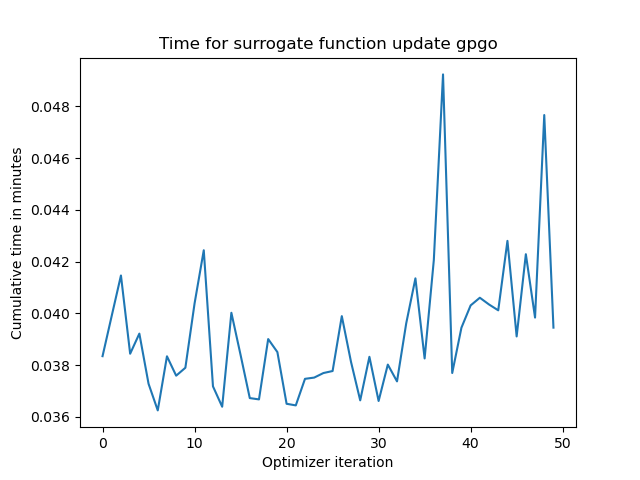 Time for surrogate function update gpgo
Cumulative time in minutes
0.048
0.046
0.044
0.042
0.040
0.038
0.036
0 10 20 30 40 50
Optimizer iteration